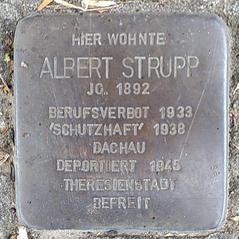 HIER WOHNTE
ALBERT STRUPP
JG. 1892
BERUFSVERBOT 1933
'SCHUTZHAFT' 1938
DACHAU
DEPORTIERT 1945
THERESIENSTADT
BEFREIT